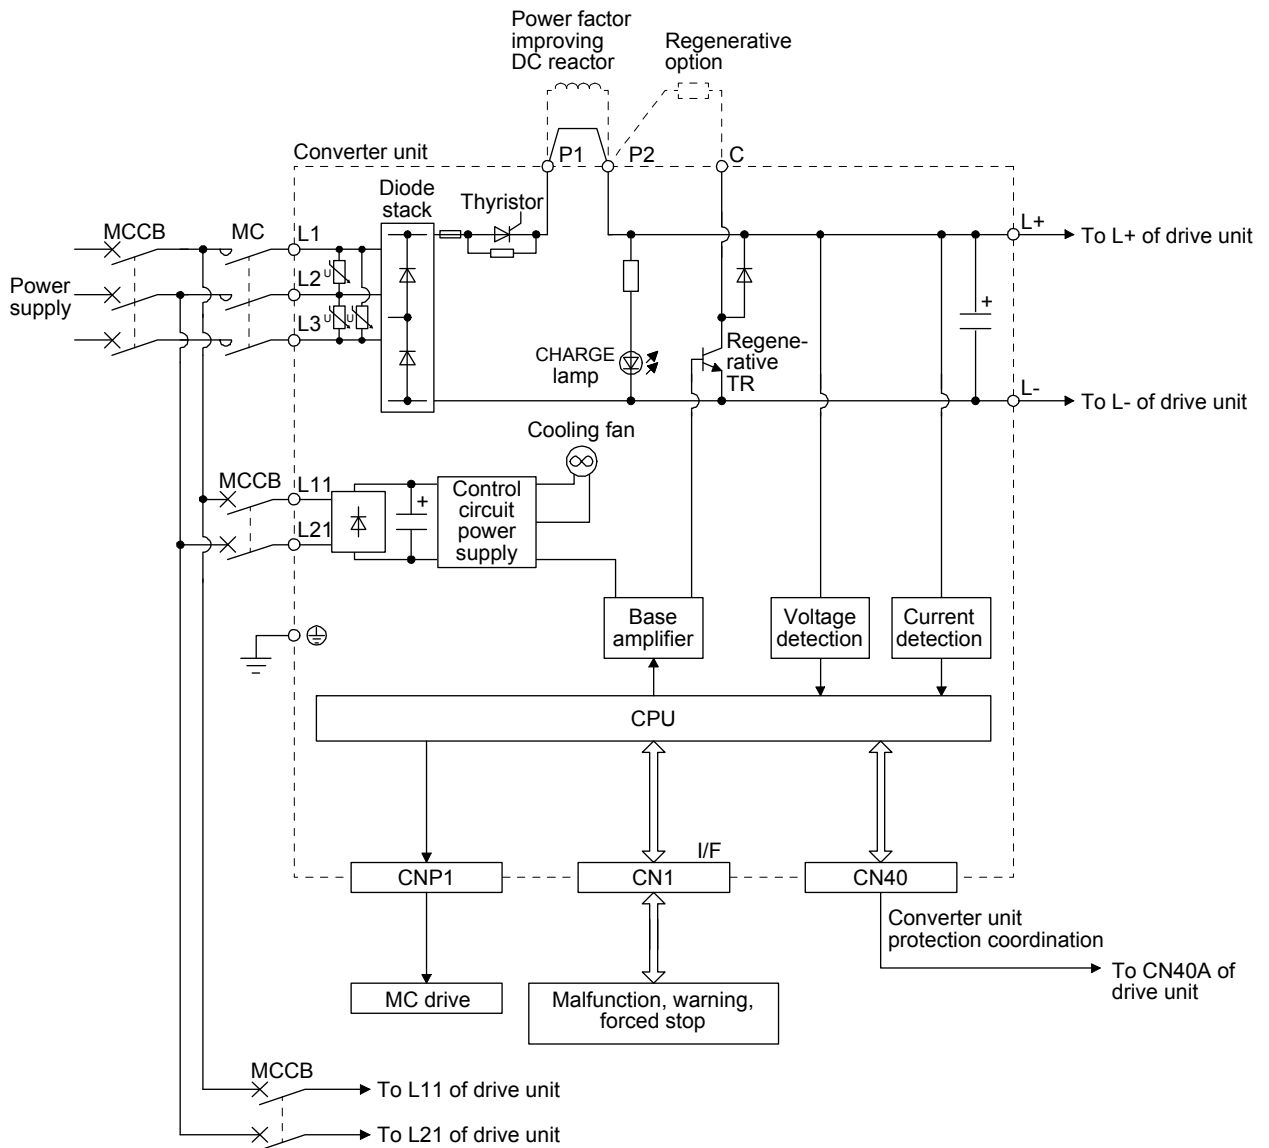 Power factor
improving
DC reactor
Regenerative
option
Converter unit
P1
P2
C
Diode
stack
Thyristor
MCCB
MC
L1
L+
To L+ of drive unit
Power
supply
L2
U
+
L3
U
U
CHARGE
lamp
Regene-
rative
TR
L-
To L- of drive unit
Cooling fan
MCCB
L11
+
Control
circuit
power
supply
L21
Base
amplifier
Voltage
detection
Current
detection
CPU
I/F
CNP1
CN1
CN40
Converter unit
protection coordination
To CN40A of
drive unit
MC drive
Malfunction, warning,
forced stop
MCCB
To L11 of drive unit
To L21 of drive unit